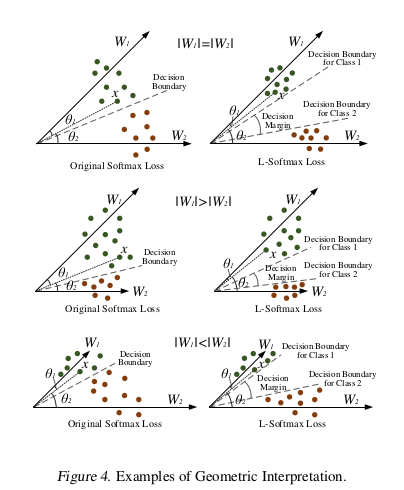 W₁
|W₁|=|W₂|
W₁
Decision Boundary
for Class 1
Decision
Boundary
x
x
Decision Boundary
for Class 2
θ₁
θ₁
Decision
Margin
θ₂
W₂
θ₂
W₂
Original Softmax Loss
L-Softmax Loss
W₁
|W₁|>|W₂|
W₁
x
x
Decision Boundary
for Class 1
Decision
Boundary
θ₁
θ₁
Decision
Margin
Decision Boundary
for Class 2
θ₂
W₂
θ₂
W₂
Original Softmax Loss
L-Softmax Loss
W₁
|W₁|<|W₂|
W₁
Decision Boundary
for Class 1
Decision
Boundary
x
x
θ₁
θ₁
Decision
Margin
Decision Boundary
for Class 2
θ₂
W₂
θ₂
W₂
Original Softmax Loss
L-Softmax Loss
Figure 4. Examples of Geometric Interpretation.